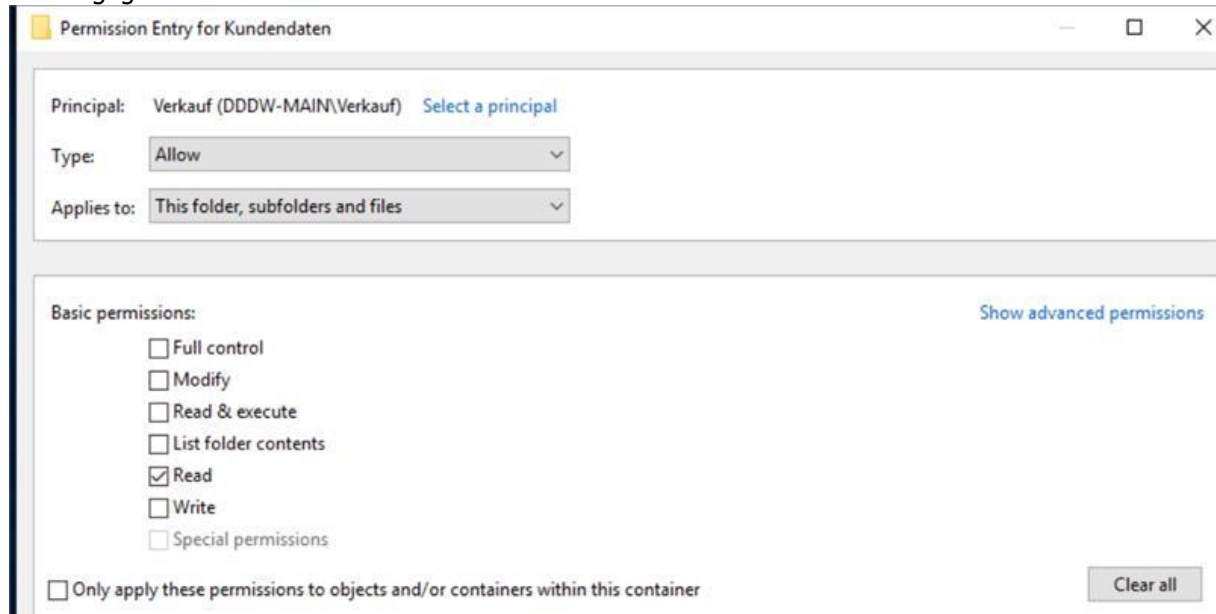 Permission Entry for Kundendaten
Principal: Verkauf (DDDW-MAIN\Verkauf) Select a principal
Type: Allow
Applies to: This folder, subfolders and files
Basic permissions: Show advanced permissions
Full control
Modify
Read & execute
List folder contents
Read
Write
Special permissions
Only apply these permissions to objects and/or containers within this container Clear all